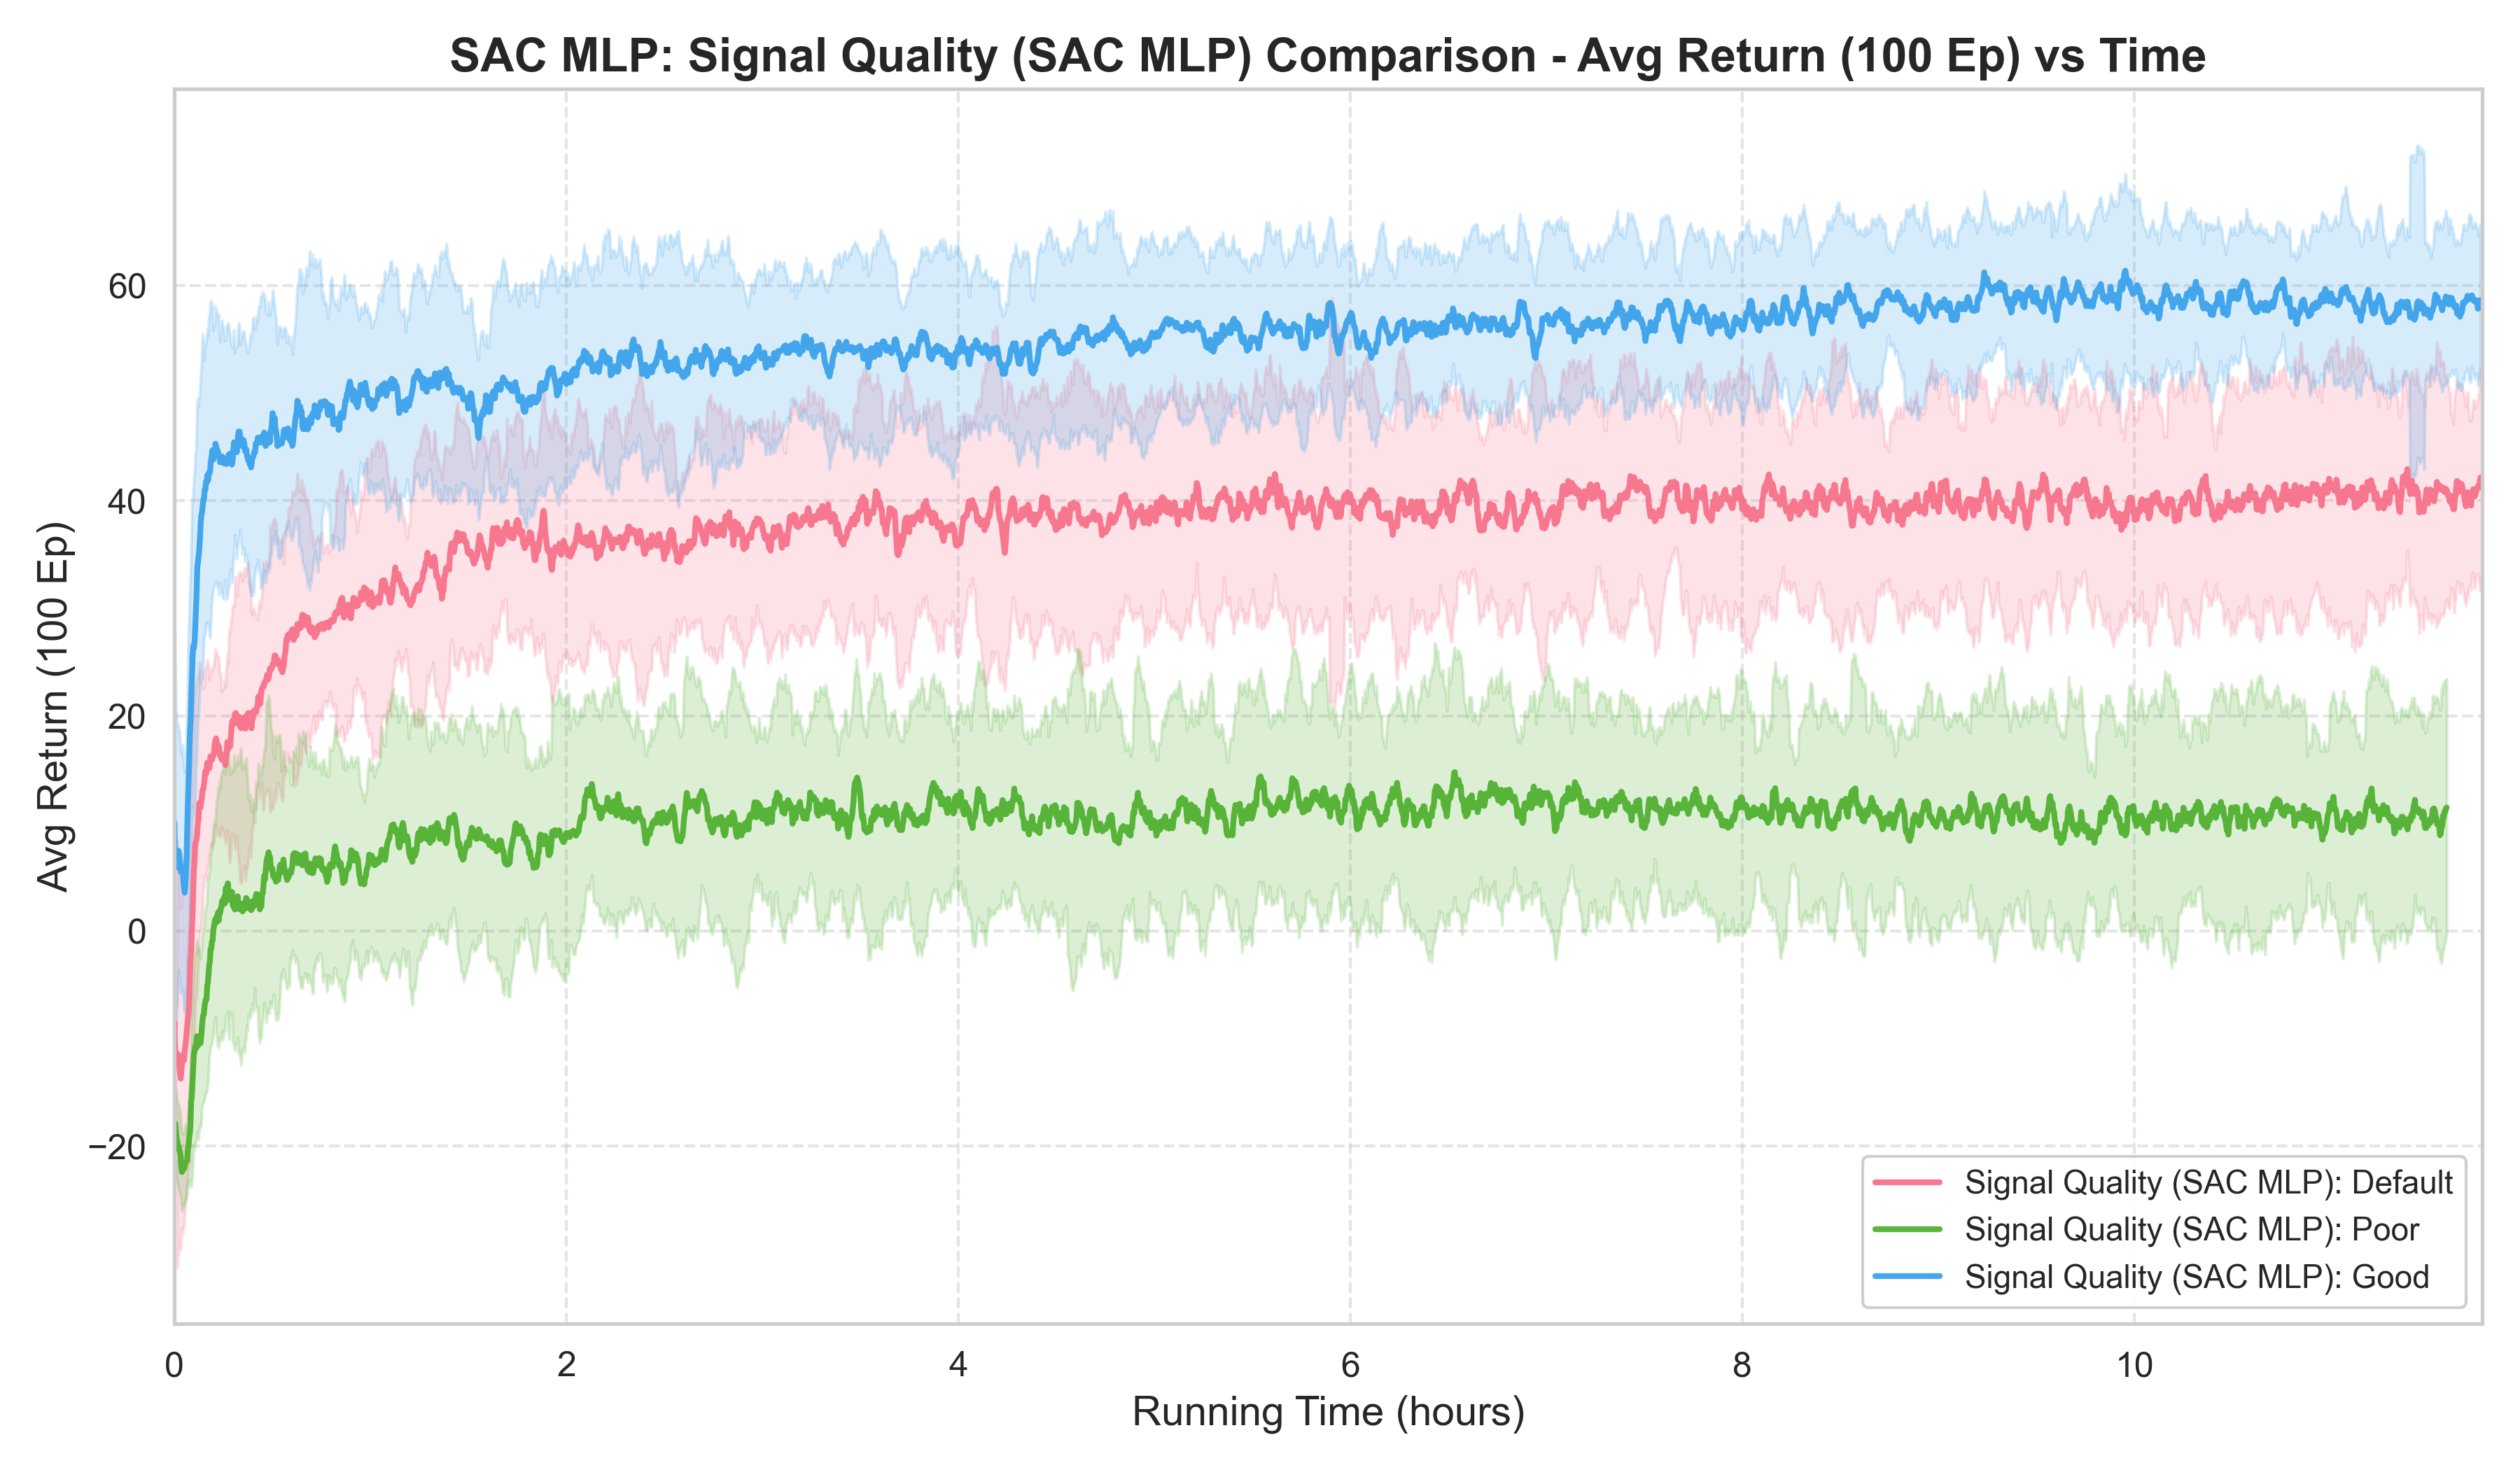 SAC MLP: Signal Quality (SAC MLP) Comparison - Avg Return (100 Ep) vs Time
Avg Return (100 Ep)
60
40
20
0
−20
0
2
4
6
8
10
Running Time (hours)
Signal Quality (SAC MLP): Default
Signal Quality (SAC MLP): Poor
Signal Quality (SAC MLP): Good